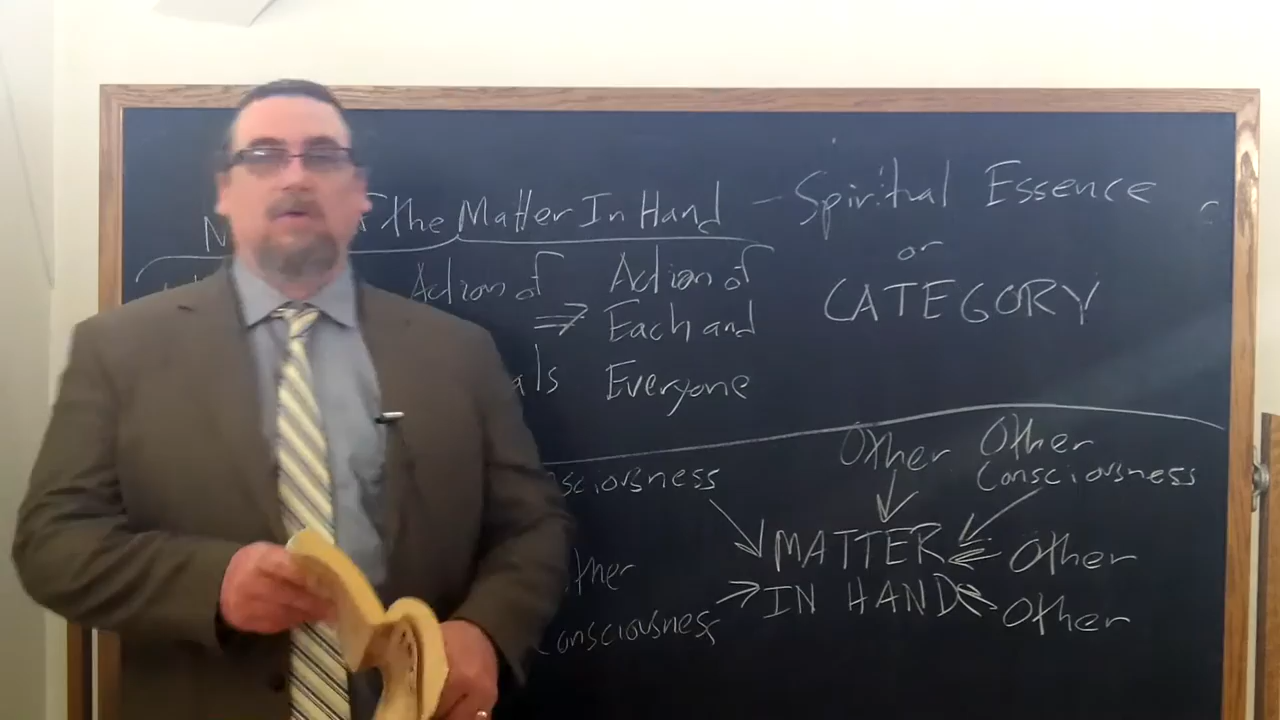 the Matter In Hand — Spiritual Essence
or
CATEGORY
Action of Action of
⇒ Each and
Everyone
Other Other
Consciousness
MATTER
IN HAND
Other
Other